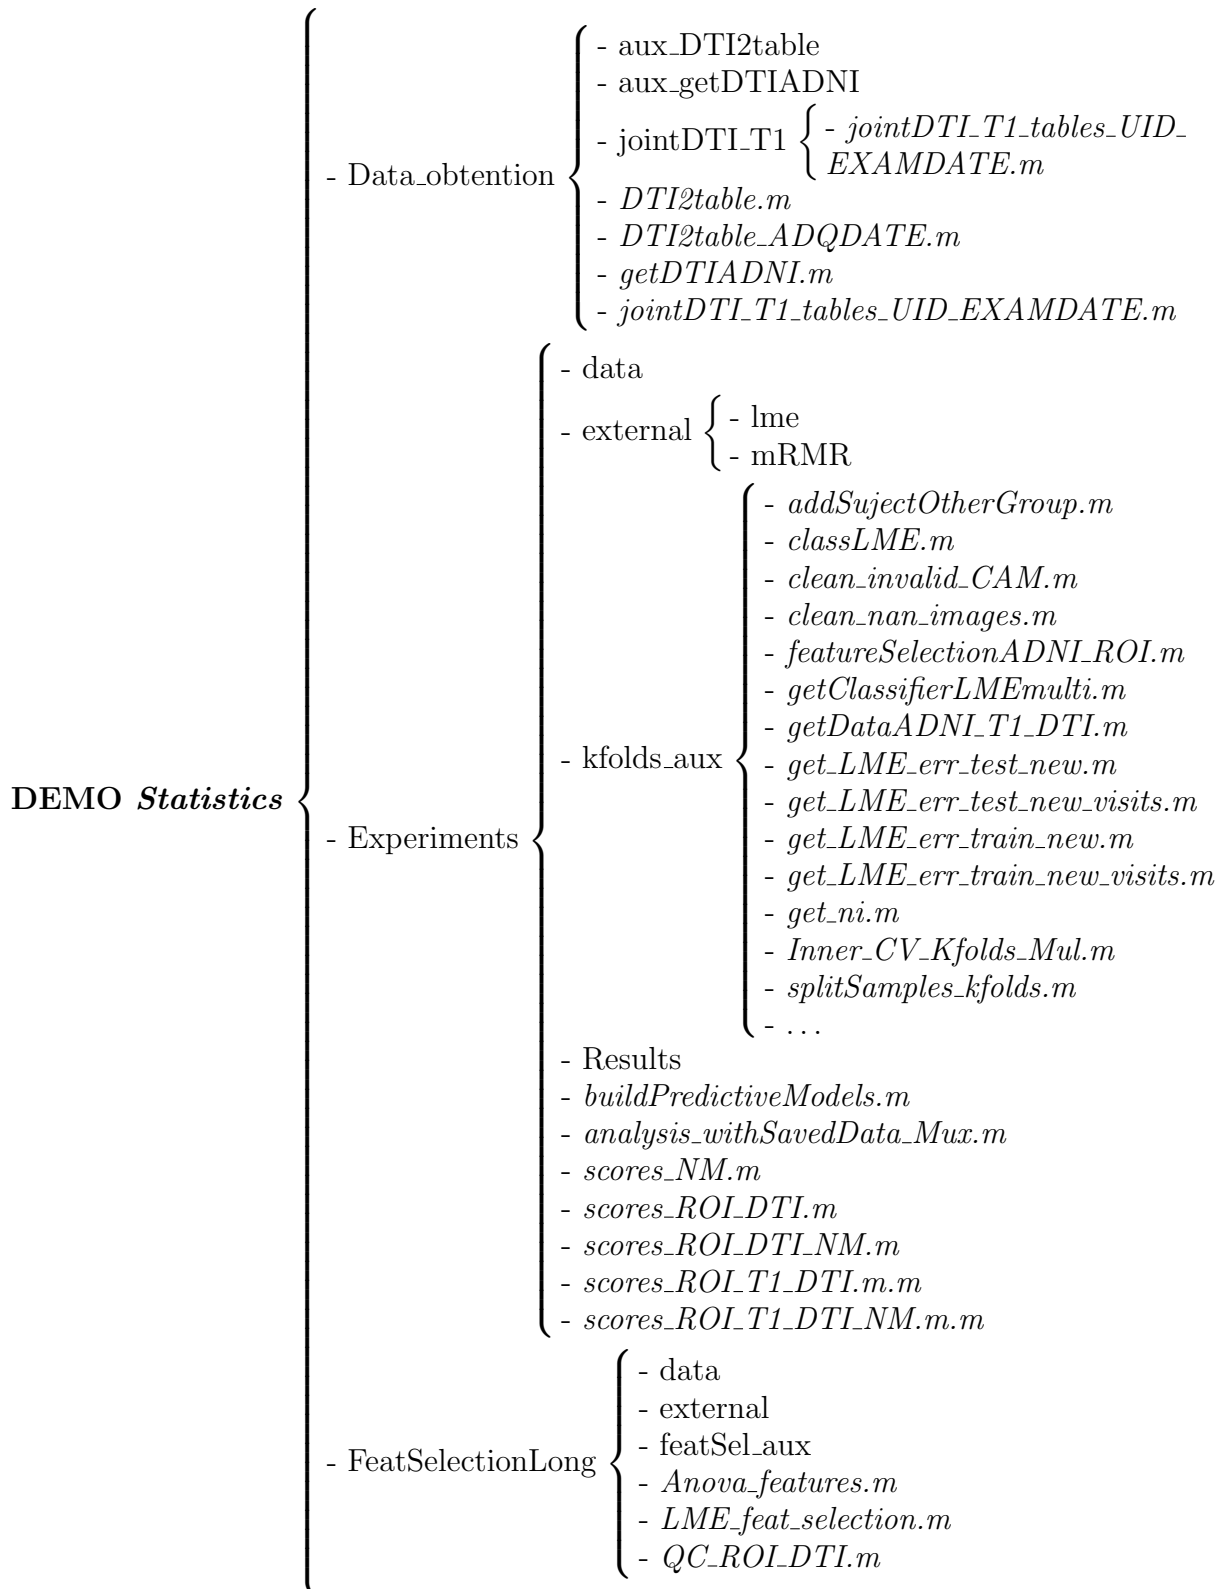 DEMO Statistics
- Data_obtention
- aux_DTI2table
- aux_getDTIADNI
- jointDTI_T1
- jointDTI_T1_tables_UID_
EXAMDATE.m
- DTI2table.m
- DTI2table_ADQDATE.m
- getDTIADNI.m
- jointDTI_T1_tables_UID_EXAMDATE.m
- Experiments
- data
- external
- lme
- mRMR
- kfolds_aux
- addSujectOtherGroup.m
- classLME.m
- clean_invalid_CAM.m
- clean_nan_images.m
- featureSelectionADNI_ROI.m
- getClassifierLMEmulti.m
- getDataADNI_T1_DTI.m
- get_LME_err_test_new.m
- get_LME_err_test_new_visits.m
- get_LME_err_train_new.m
- get_LME_err_train_new_visits.m
- get_ni.m
- Inner_CV_Kfolds_Mul.m
- splitSamples_kfolds.m
- ...
- Results
- buildPredictiveModels.m
- analysis_withSavedData_Mux.m
- scores_NM.m
- scores_ROI_DTI.m
- scores_ROI_DTI_NM.m
- scores_ROI_T1_DTI.m.m
- scores_ROI_T1_DTI_NM.m.m
- FeatSelectionLong
- data
- external
- featSel_aux
- Anova_features.m
- LME_feat_selection.m
- QC_ROI_DTI.m